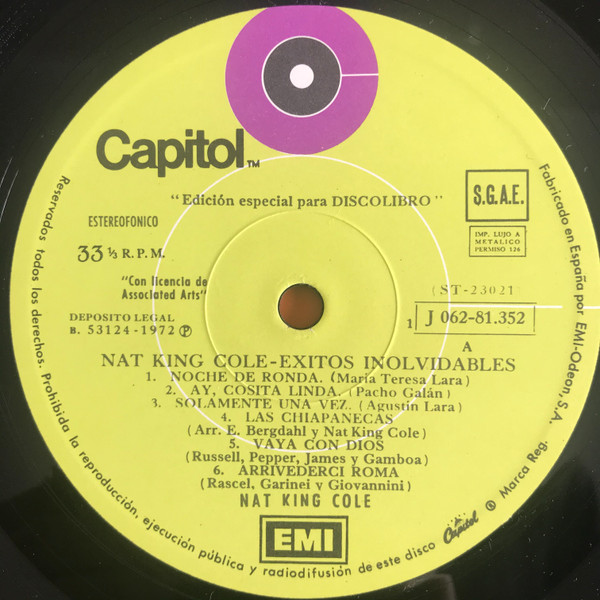 Capitol™
"Edición especial para DISCOLIBRO"
ESTEREOFONICO
33 ⅓ R.P.M.
"Con licencia de
Associated Arts"
DEPOSITO LEGAL
B. 53124-1972 Ⓟ
S.G.A.E.
IMP. LUJO A
METALICO
PERMISO 126
(ST-23021)
1 J 062-81.352
A
NAT KING COLE-EXITOS INOLVIDABLES
1. NOCHE DE RONDA. (María Teresa Lara)
2. AY, COSITA LINDA. (Pacho Galán)
3. SOLAMENTE UNA VEZ. (Agustín Lara)
4. LAS CHIAPANECAS
(Arr. E. Bergdahl y Nat King Cole)
5. VAYA CON DIOS
(Russell, Pepper, James y Gamboa)
6. ARRIVEDERCI ROMA
(Rascel, Garinei y Giovannini)
NAT KING COLE
EMI
Reservados todos los derechos. Prohibida la reproducción, ejecución pública y radiodifusión de este disco
Capitol ® Marca Reg.
Fabricado en España por EMI-Odeon, S.A.